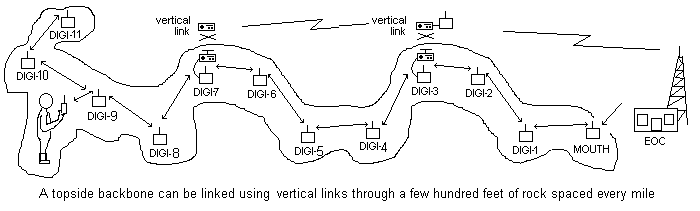 vertical
link
vertical
link
DIGI-11
DIGI-10
DIGI-9
DIGI-8
DIGI7
DIGI-6
DIGI-5
DIGI-4
DIGI-3
DIGI-2
DIGI-1
MOUTH
EOC
A topside backbone can be linked using vertical links through a few hundred feet of rock spaced every mile